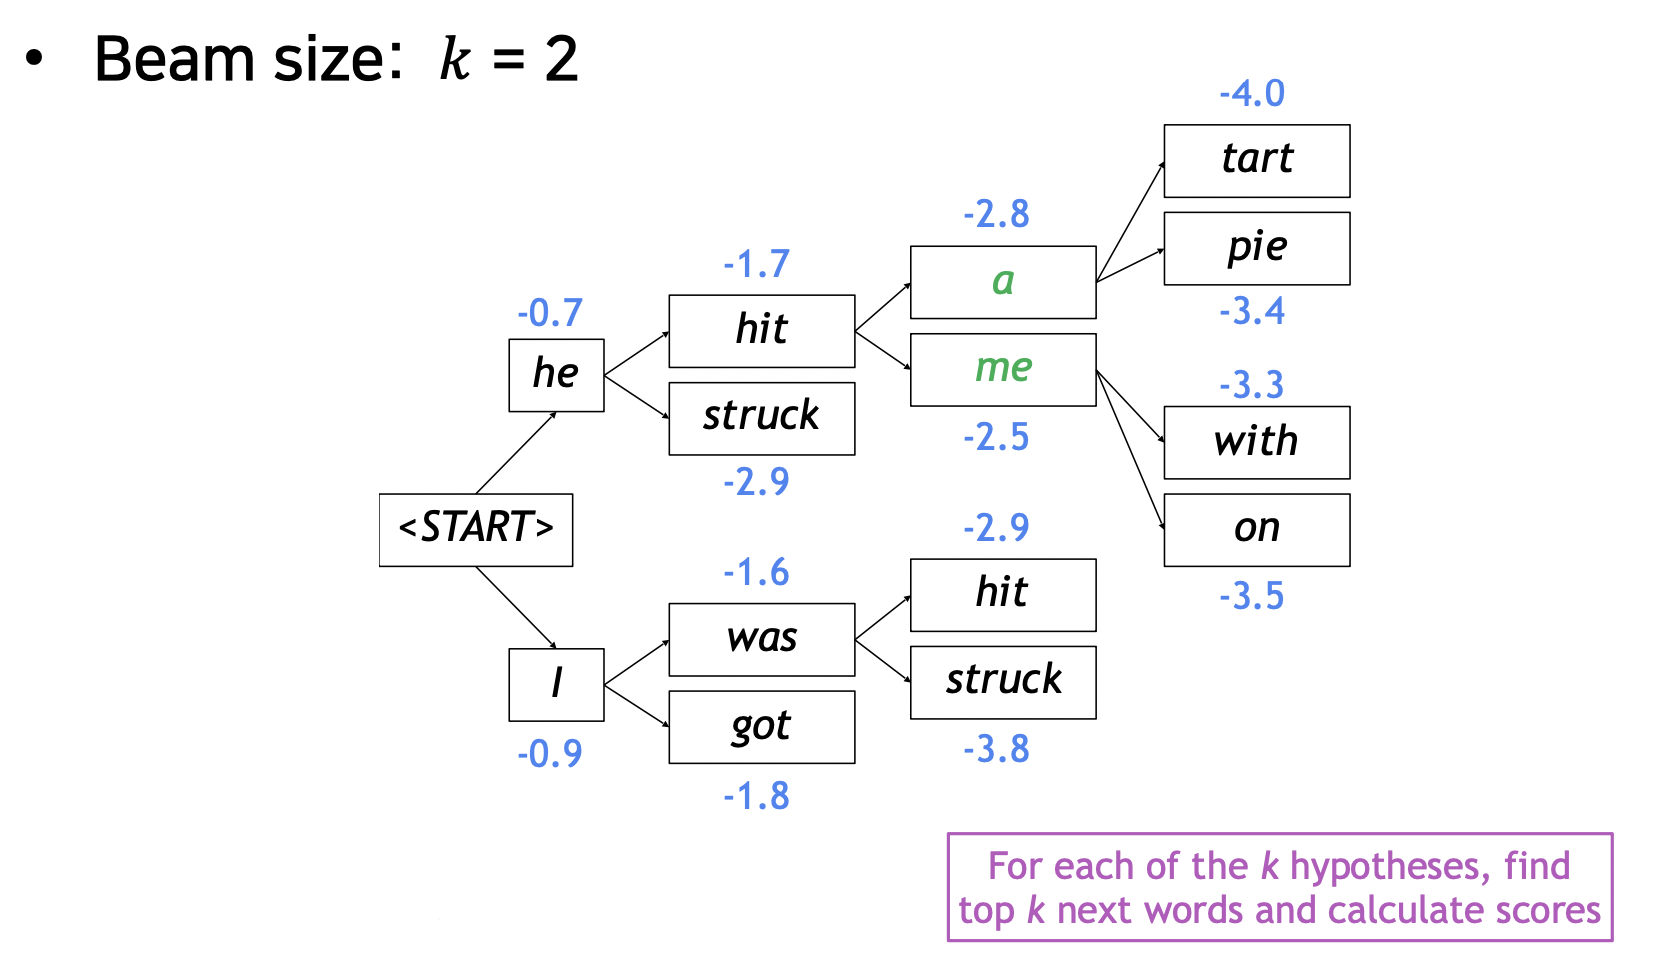 • Beam size: k = 2
-4.0
tart
-2.8
pie
-1.7
a
-3.4
-0.7
hit
me
-3.3
he
struck
-2.5
with
-2.9
<START>
-2.9
on
-1.6
hit
-3.5
was
struck
I
got
-3.8
-0.9
-1.8
For each of the k hypotheses, find
top k next words and calculate scores